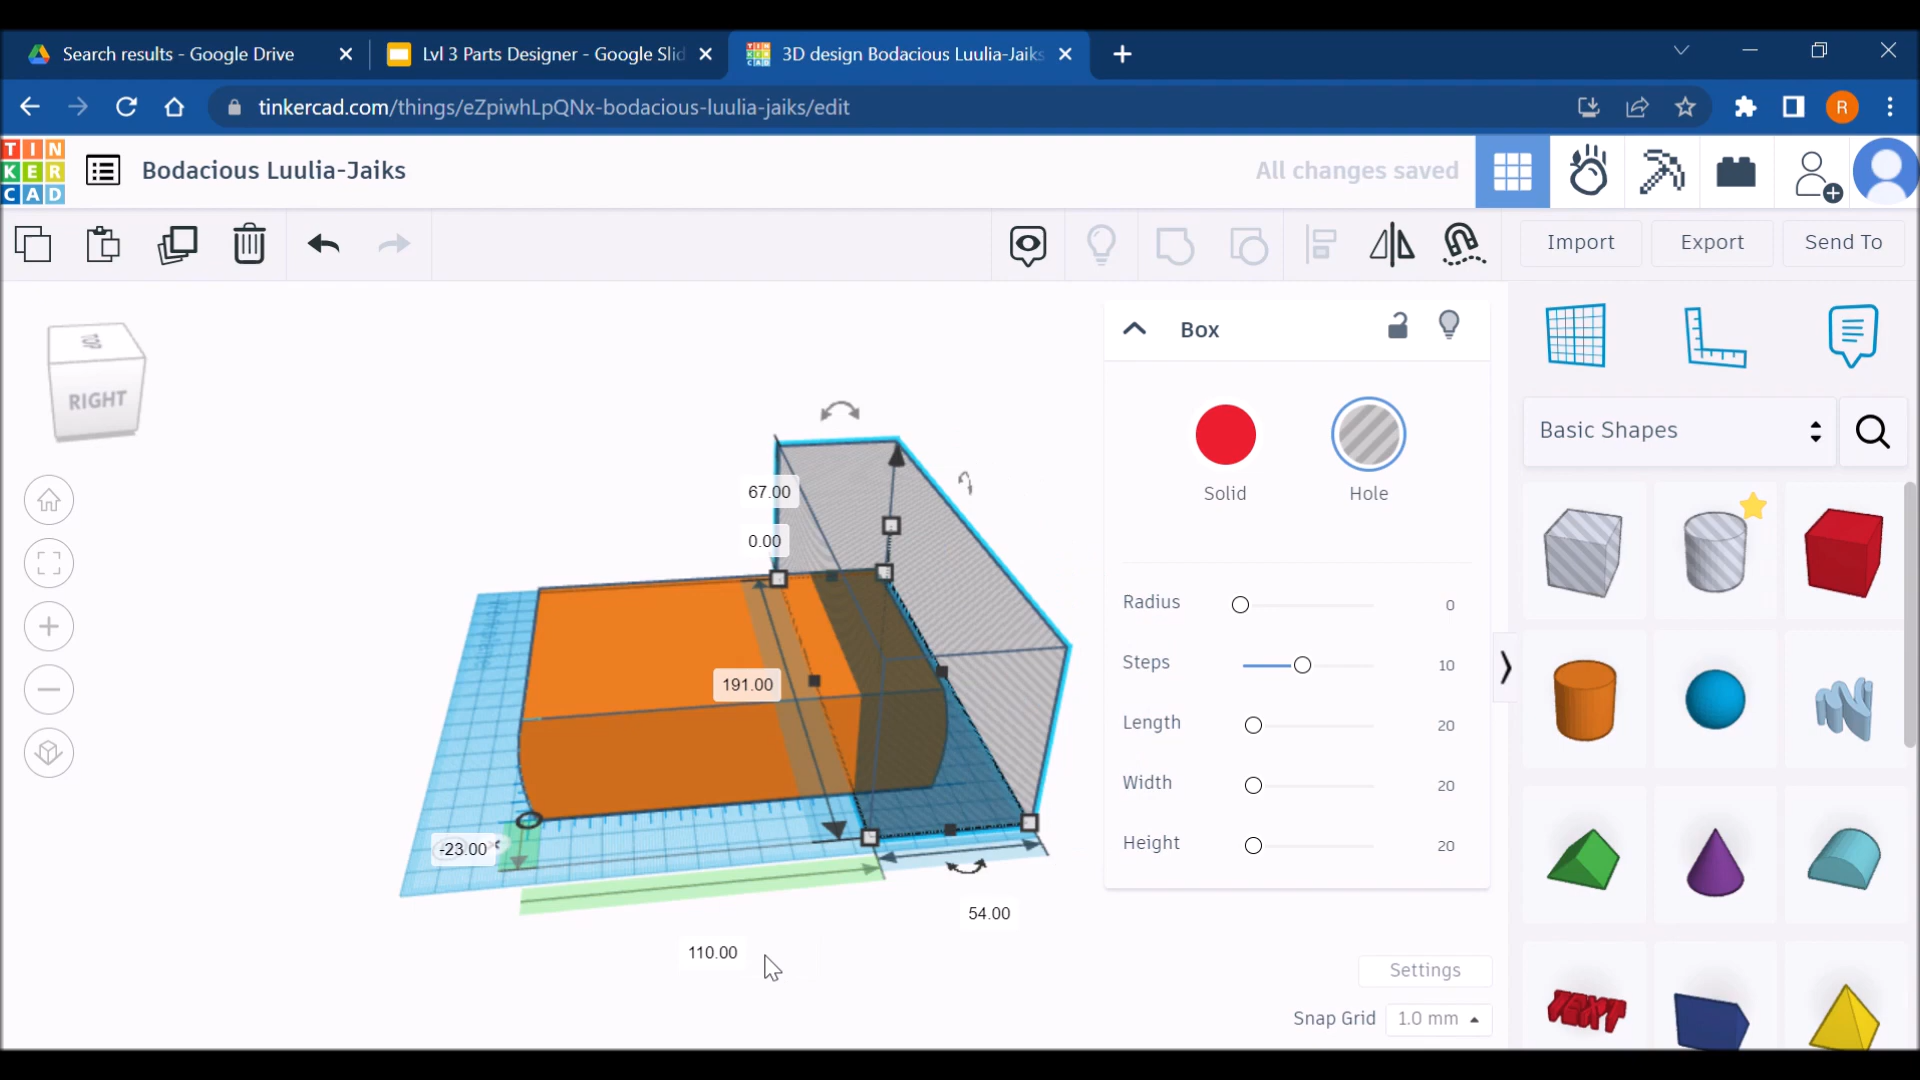 Search results - Google Drive
Lvl 3 Parts Designer - Google Slid
3D design Bodacious Luulia-Jaiks
tinkercad.com/things/eZpiwhLpQNx-bodacious-luulia-jaiks/edit
R
TIN
KER
CAD
Bodacious Luulia-Jaiks
All changes saved
Import
Export
Send To
TOP
RIGHT
Box
Solid
Hole
Radius 0
Steps 10
Length 20
Width 20
Height 20
67.00
0.00
191.00
-23.00
54.00
110.00
Basic Shapes
TEXT
Settings
Snap Grid 1.0 mm